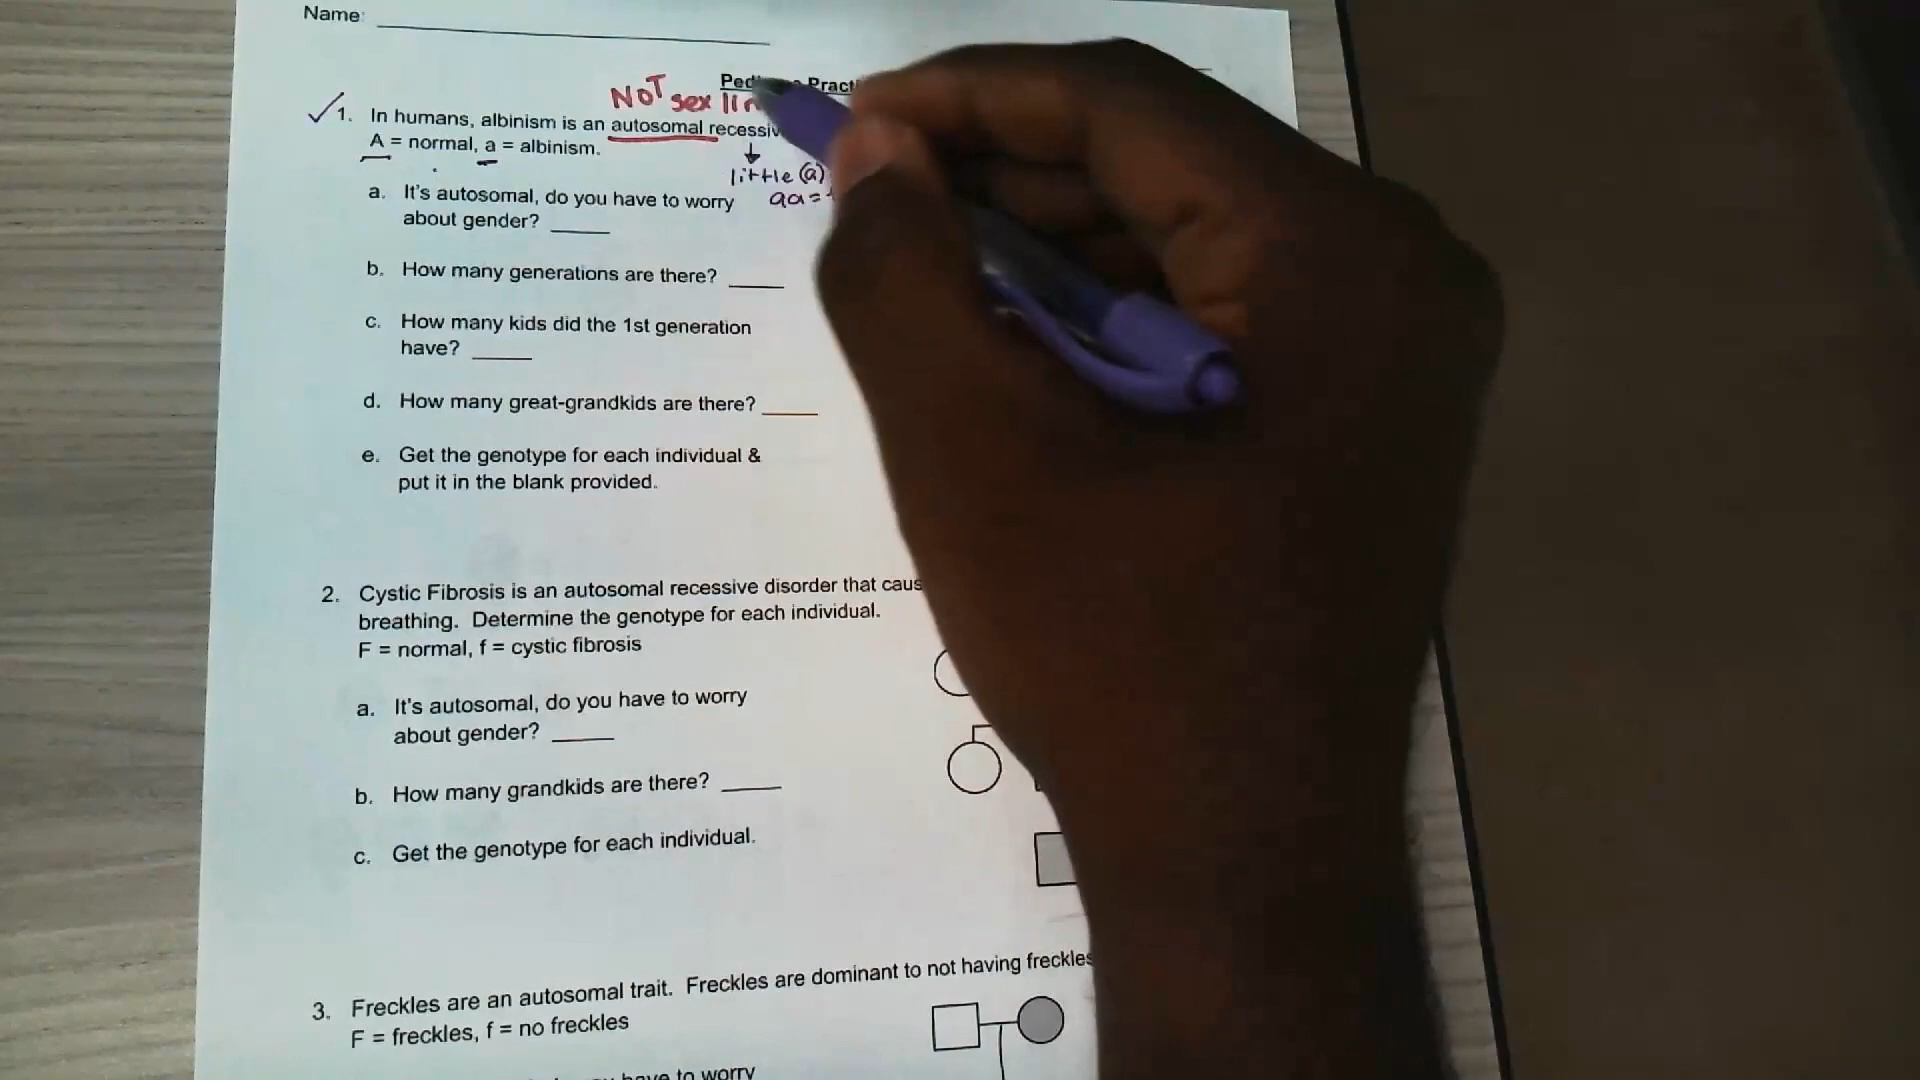 Name:
NOT sex
1. In humans, albinism is an autosomal
A = normal, a = albinism.
little (a)
aa=
a. It's autosomal, do you have to worry
about gender?
b. How many generations are there?
c. How many kids did the 1st generation
have?
d. How many great-grandkids are there?
e. Get the genotype for each individual &
put it in the blank provided.
2. Cystic Fibrosis is an autosomal recessive disorder that
breathing. Determine the genotype for each individual.
F = normal, f = cystic fibrosis
a. It's autosomal, do you have to worry
about gender?
b. How many grandkids are there?
c. Get the genotype for each individual.
3. Freckles are an autosomal trait. Freckles are dominant to not having freckles
F = freckles, f = no freckles
have to worry